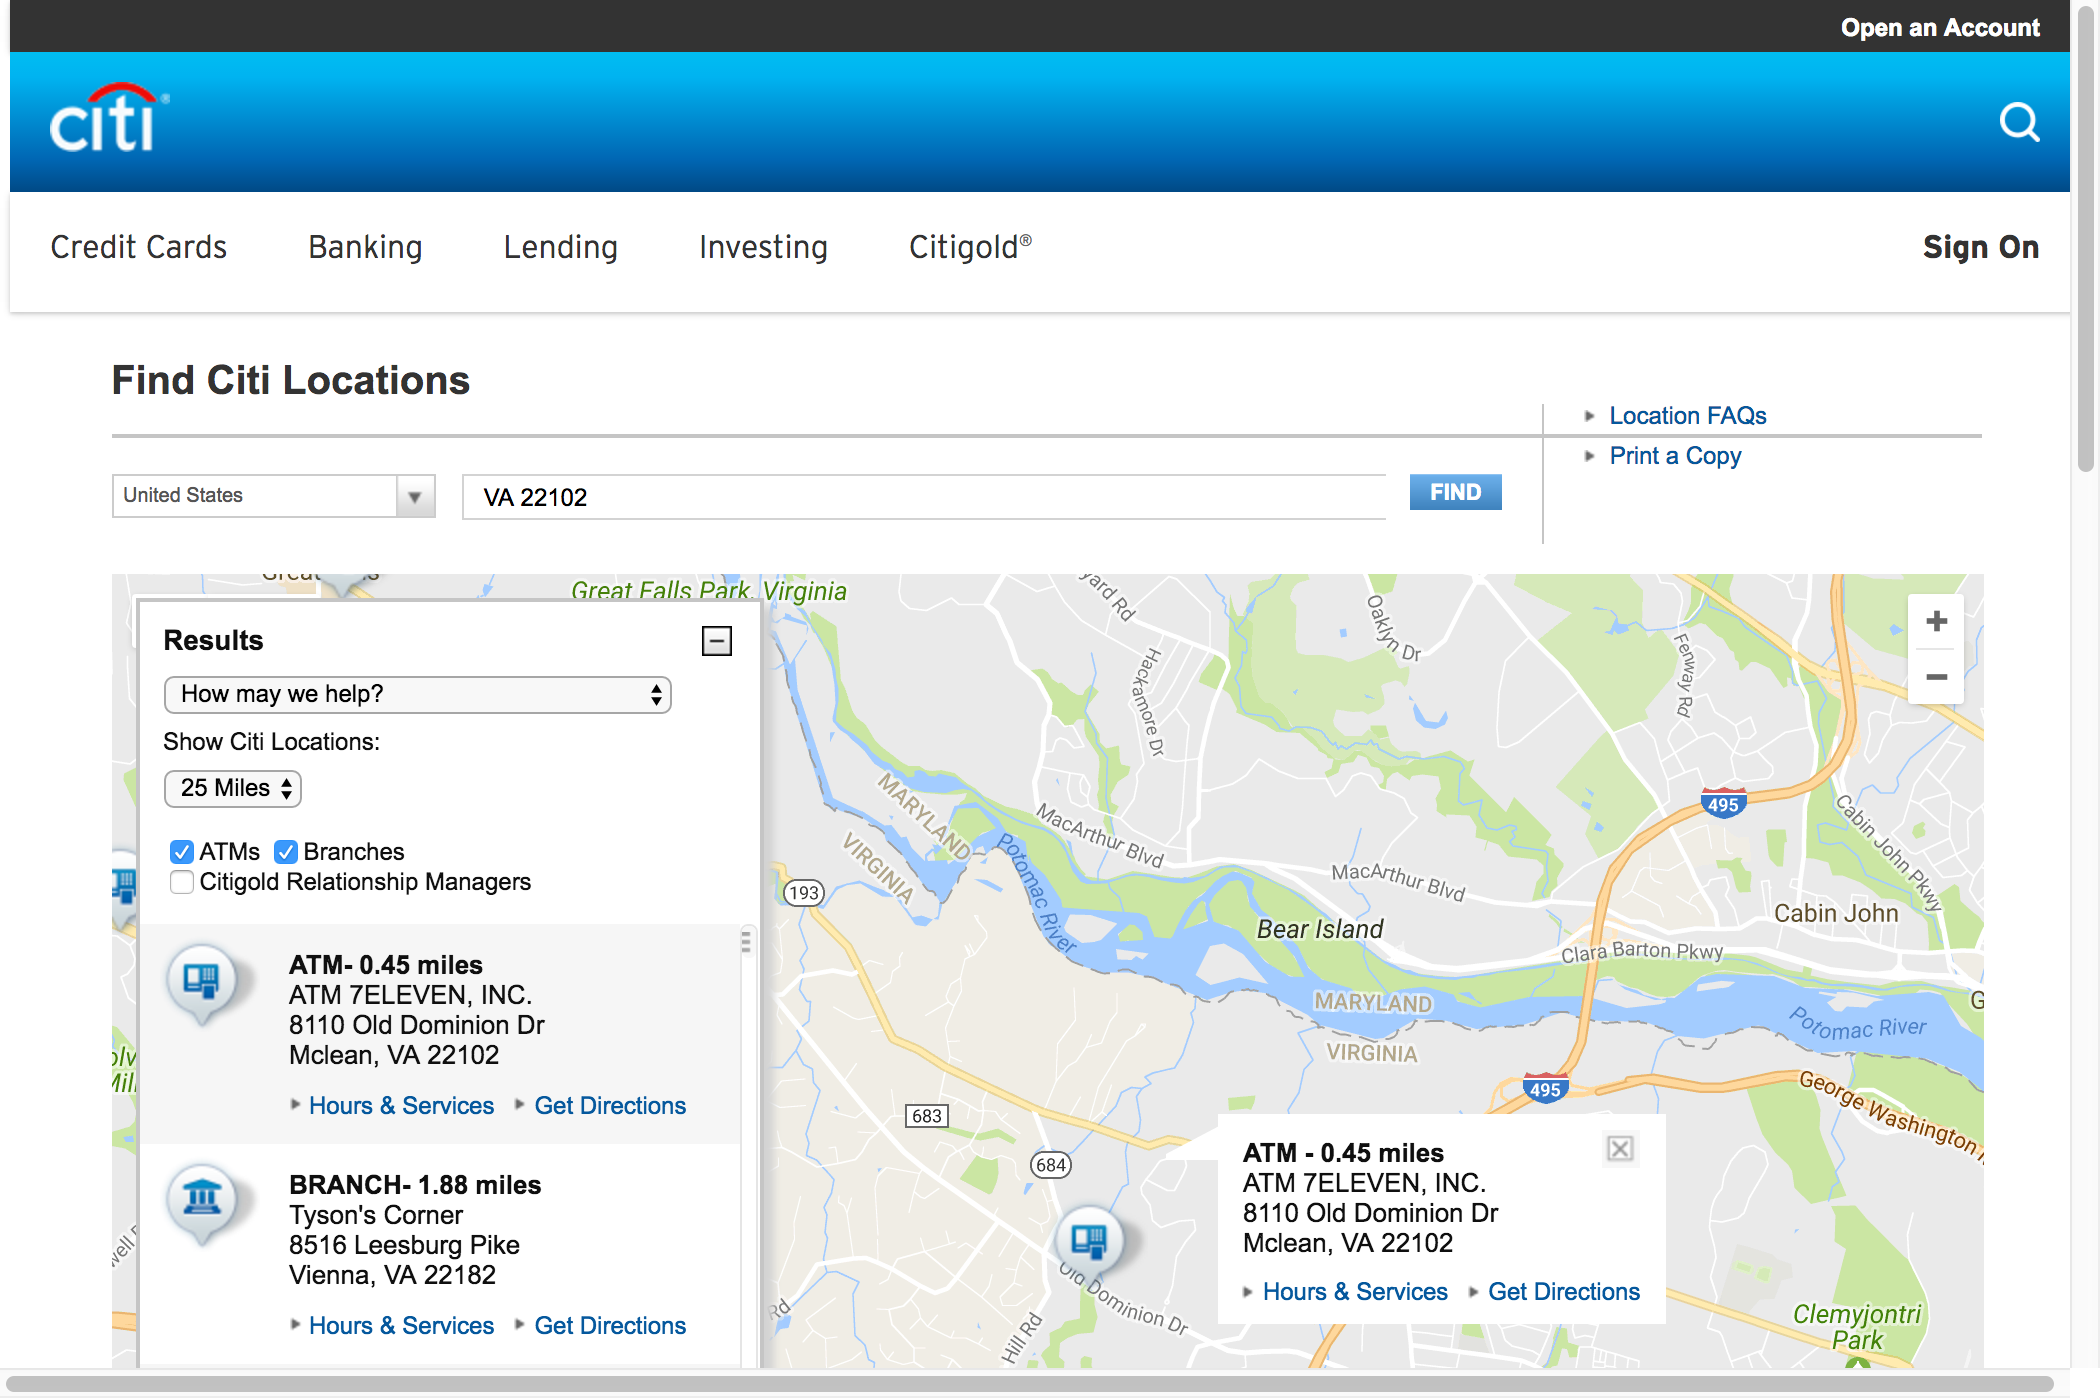 Open an Account
citi®
Credit Cards
Banking
Lending
Investing
Citigold®
Sign On
Find Citi Locations
Location FAQs
Print a Copy
United States
VA 22102
FIND
Great Falls Park, Virginia
Results
How may we help?
Show Citi Locations:
25 Miles
ATMs
Branches
Citigold Relationship Managers
ATM- 0.45 miles
ATM 7ELEVEN, INC.
8110 Old Dominion Dr
Mclean, VA 22102
Hours & Services
Get Directions
BRANCH- 1.88 miles
Tyson's Corner
8516 Leesburg Pike
Vienna, VA 22182
Hours & Services
Get Directions
Oaklyn Dr
Hackamore Dr
Fenway Rd
MARYLAND
VIRGINIA
Potomac River
MacArthur Blvd
MacArthur Blvd
495
Cabin John Pkwy
Cabin John
193
Bear Island
Clara Barton Pkwy
MARYLAND
VIRGINIA
Potomac River
495
George Washington
683
684
ATM - 0.45 miles
ATM 7ELEVEN, INC.
8110 Old Dominion Dr
Mclean, VA 22102
Hours & Services
Get Directions
Old Dominion Dr
Hill Rd
Rd
Clemyjontri
Park